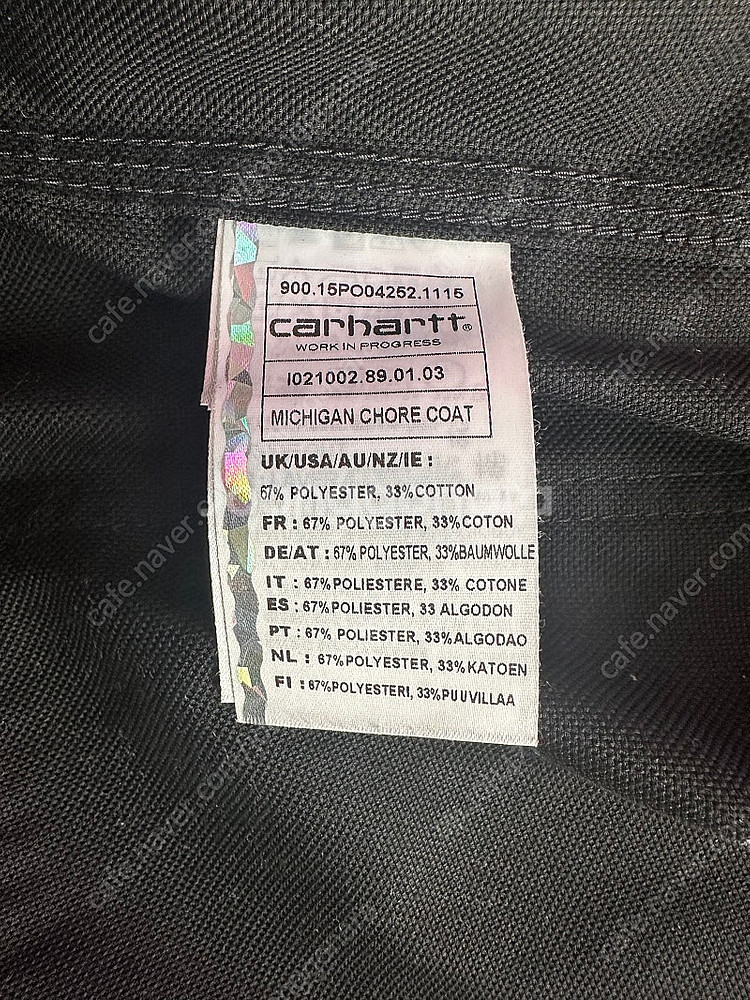 900.15PO04252.1115
carhartt®
WORK IN PROGRESS
I021002.89.01.03
MICHIGAN CHORE COAT
UK/USA/AU/NZ/IE :
67% POLYESTER, 33%COTTON
FR : 67% POLYESTER, 33%COTON
DE/AT : 67% POLYESTER, 33%BAUMWOLLE
IT : 67%POLIESTERE, 33% COTONE
ES : 67%POLIESTER, 33 ALGODON
PT : 67% POLIESTER, 33%ALGODAO
NL : 67%POLYESTER, 33%KATOEN
FI : 67%POLYESTERI, 33%PUUVILLAA